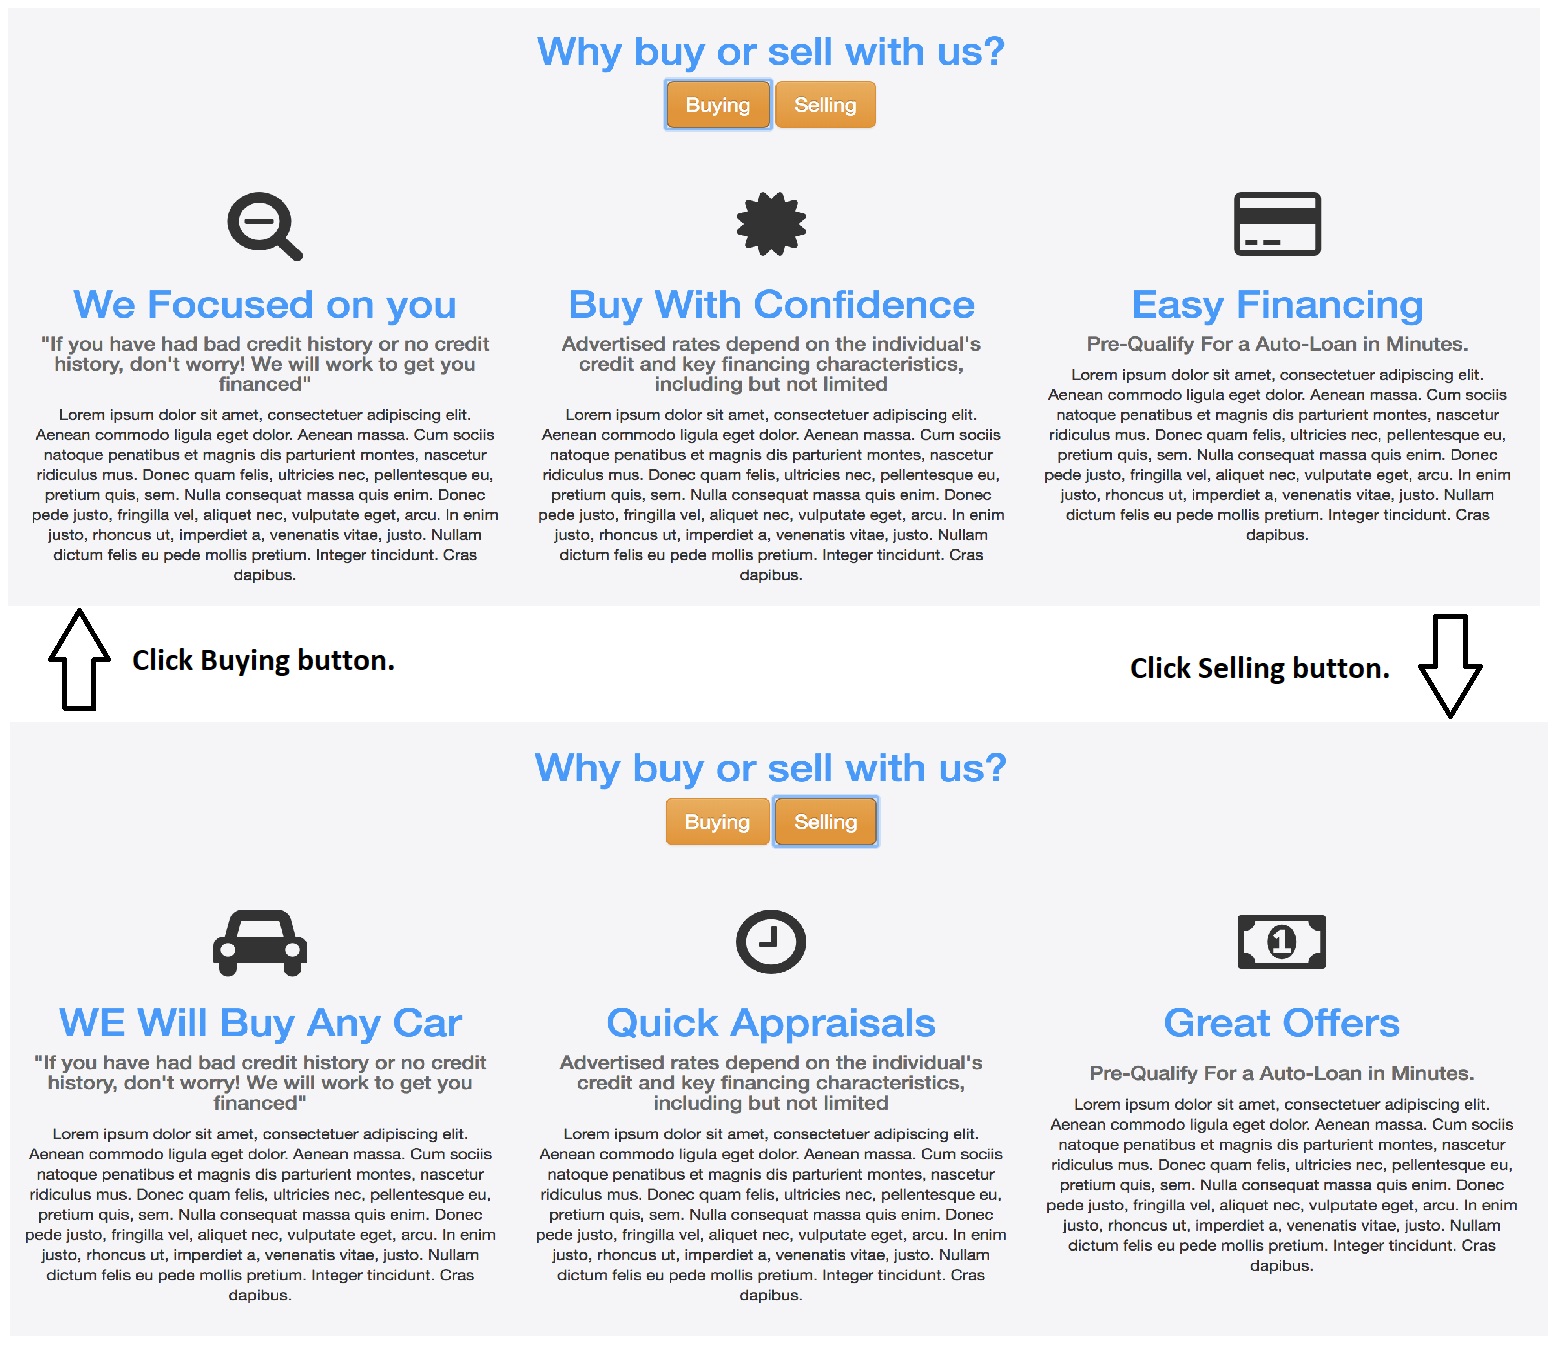 Why buy or sell with us?
Buying Selling
We Focused on you
"If you have had bad credit history or no credit
history, don't worry! We will work to get you
financed"
Lorem ipsum dolor sit amet, consectetuer adipiscing elit.
Aenean commodo ligula eget dolor. Aenean massa. Cum sociis
natoque penatibus et magnis dis parturient montes, nascetur
ridiculus mus. Donec quam felis, ultricies nec, pellentesque eu,
pretium quis, sem. Nulla consequat massa quis enim. Donec
pede justo, fringilla vel, aliquet nec, vulputate eget, arcu. In enim
justo, rhoncus ut, imperdiet a, venenatis vitae, justo. Nullam
dictum felis eu pede mollis pretium. Integer tincidunt. Cras
dapibus.
Buy With Confidence
Advertised rates depend on the individual's
credit and key financing characteristics,
including but not limited
Lorem ipsum dolor sit amet, consectetuer adipiscing elit.
Aenean commodo ligula eget dolor. Aenean massa. Cum sociis
natoque penatibus et magnis dis parturient montes, nascetur
ridiculus mus. Donec quam felis, ultricies nec, pellentesque eu,
pretium quis, sem. Nulla consequat massa quis enim. Donec
pede justo, fringilla vel, aliquet nec, vulputate eget, arcu. In enim
justo, rhoncus ut, imperdiet a, venenatis vitae, justo. Nullam
dictum felis eu pede mollis pretium. Integer tincidunt. Cras
dapibus.
Easy Financing
Pre-Qualify For a Auto-Loan in Minutes.
Lorem ipsum dolor sit amet, consectetuer adipiscing elit.
Aenean commodo ligula eget dolor. Aenean massa. Cum sociis
natoque penatibus et magnis dis parturient montes, nascetur
ridiculus mus. Donec quam felis, ultricies nec, pellentesque eu,
pretium quis, sem. Nulla consequat massa quis enim. Donec
pede justo, fringilla vel, aliquet nec, vulputate eget, arcu. In enim
justo, rhoncus ut, imperdiet a, venenatis vitae, justo. Nullam
dictum felis eu pede mollis pretium. Integer tincidunt. Cras
dapibus.
Click Buying button.
Click Selling button.
Why buy or sell with us?
Buying Selling
WE Will Buy Any Car
"If you have had bad credit history or no credit
history, don't worry! We will work to get you
financed"
Lorem ipsum dolor sit amet, consectetuer adipiscing elit.
Aenean commodo ligula eget dolor. Aenean massa. Cum sociis
natoque penatibus et magnis dis parturient montes, nascetur
ridiculus mus. Donec quam felis, ultricies nec, pellentesque eu,
pretium quis, sem. Nulla consequat massa quis enim. Donec
pede justo, fringilla vel, aliquet nec, vulputate eget, arcu. In enim
justo, rhoncus ut, imperdiet a, venenatis vitae, justo. Nullam
dictum felis eu pede mollis pretium. Integer tincidunt. Cras
dapibus.
Quick Appraisals
Advertised rates depend on the individual's
credit and key financing characteristics,
including but not limited
Lorem ipsum dolor sit amet, consectetuer adipiscing elit.
Aenean commodo ligula eget dolor. Aenean massa. Cum sociis
natoque penatibus et magnis dis parturient montes, nascetur
ridiculus mus. Donec quam felis, ultricies nec, pellentesque eu,
pretium quis, sem. Nulla consequat massa quis enim. Donec
pede justo, fringilla vel, aliquet nec, vulputate eget, arcu. In enim
justo, rhoncus ut, imperdiet a, venenatis vitae, justo. Nullam
dictum felis eu pede mollis pretium. Integer tincidunt. Cras
dapibus.
1
Great Offers
Pre-Qualify For a Auto-Loan in Minutes.
Lorem ipsum dolor sit amet, consectetuer adipiscing elit.
Aenean commodo ligula eget dolor. Aenean massa. Cum sociis
natoque penatibus et magnis dis parturient montes, nascetur
ridiculus mus. Donec quam felis, ultricies nec, pellentesque eu,
pretium quis, sem. Nulla consequat massa quis enim. Donec
pede justo, fringilla vel, aliquet nec, vulputate eget, arcu. In enim
justo, rhoncus ut, imperdiet a, venenatis vitae, justo. Nullam
dictum felis eu pede mollis pretium. Integer tincidunt. Cras
dapibus.